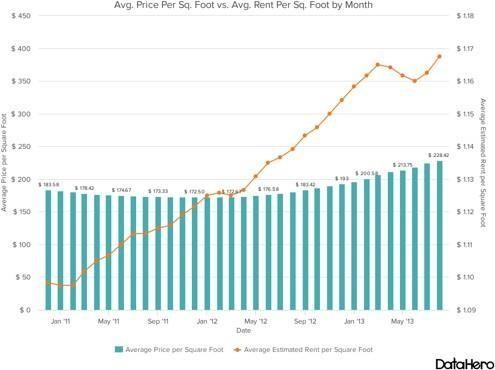 Avg. Price Per Sq. Foot vs. Avg. Rent Per Sq. Foot by Month
$ 450
$ 400
$ 350
$ 300
$ 250
$ 200
$ 150
$ 100
$ 50
$ 0
Average Price per Square Foot
$ 1.18
$ 1.17
$ 1.16
$ 1.15
$ 1.14
$ 1.13
$ 1.12
$ 1.11
$ 1.10
$ 1.09
Average Estimated Rent per Square Foot
$ 183.58
$ 178.42
$ 174.67
$ 173.33
$ 172.50
$ 176.58
$ 183.42
$ 193
$ 200.58
$ 213.75
$ 228.42
Jan '11
May '11
Sep '11
Jan '12
May '12
Sep '12
Jan '13
May '13
Date
Average Price per Square Foot
Average Estimated Rent per Square Foot
DataHero